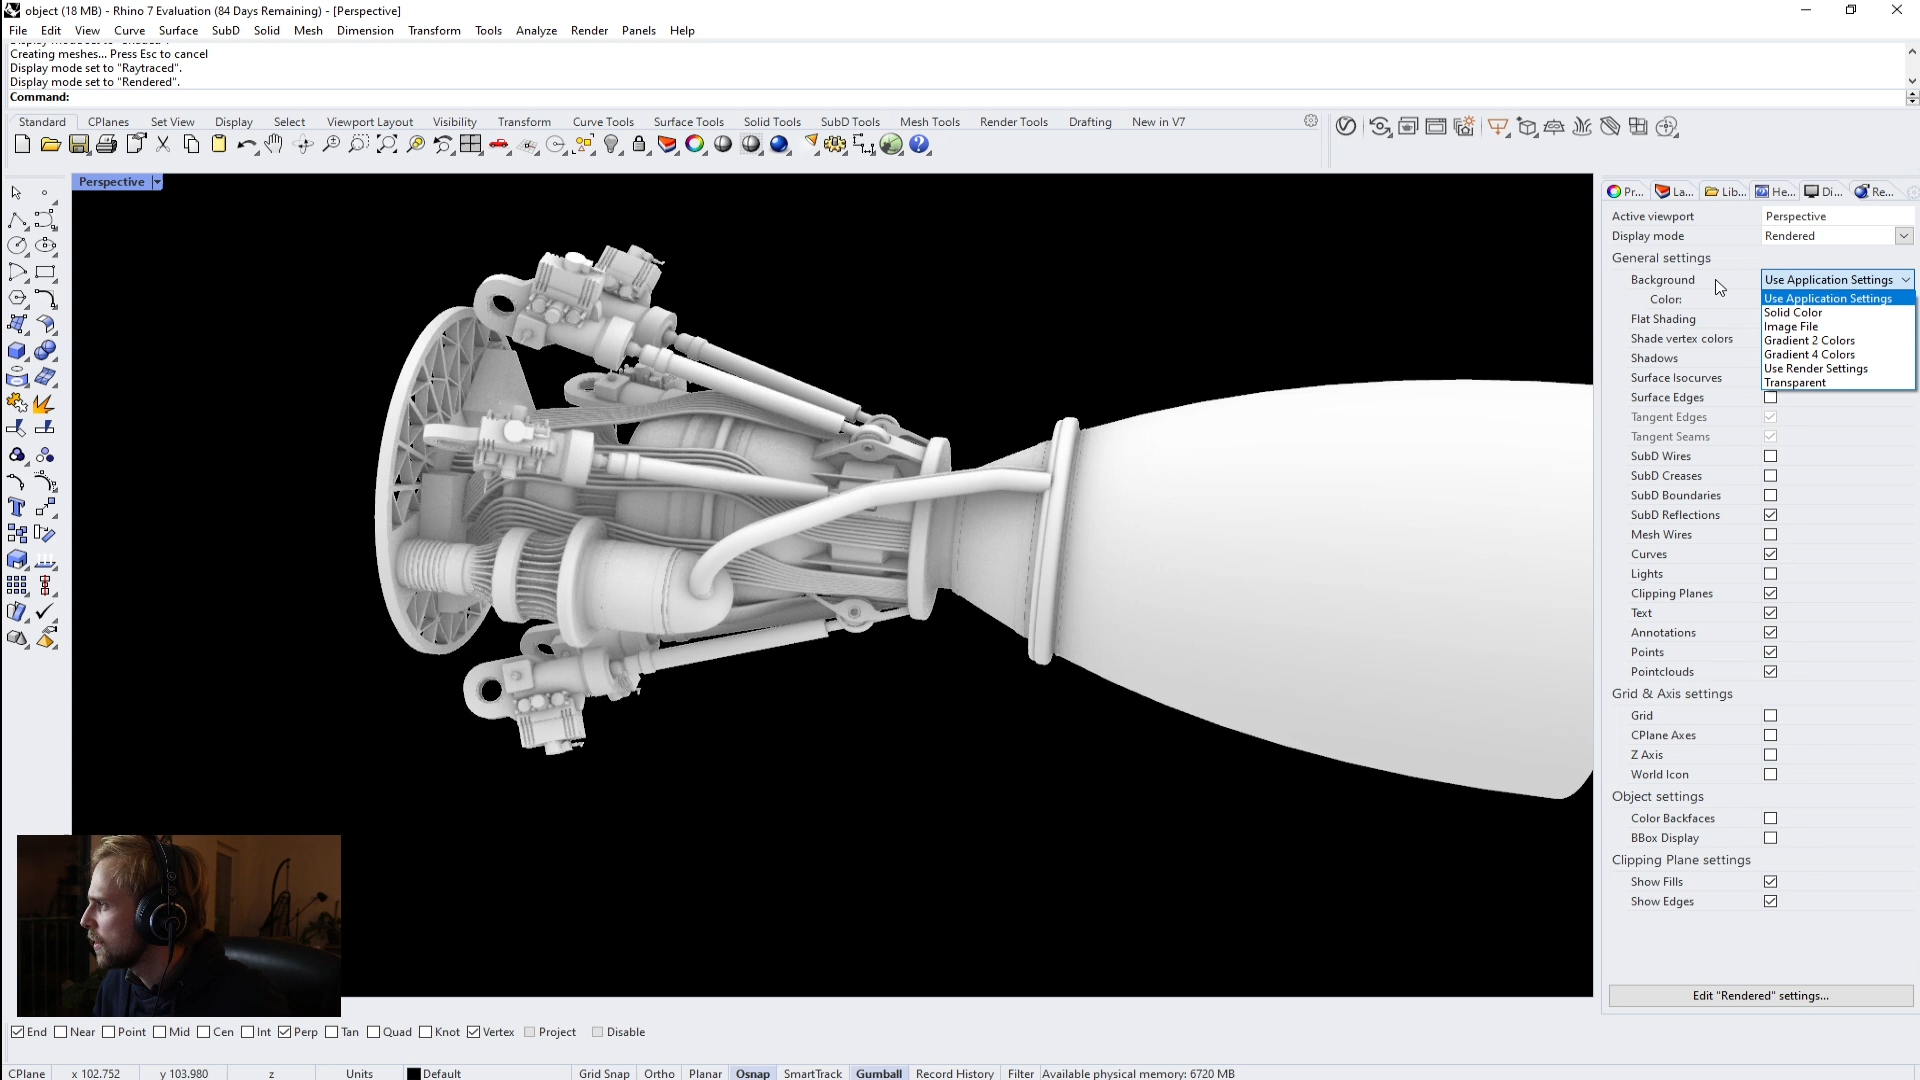 object (18 MB) - Rhino 7 Evaluation (84 Days Remaining) - [Perspective]
File Edit View Curve Surface SubD Solid Mesh Dimension Transform Tools Analyze Render Panels Help
Creating meshes... Press Esc to cancel
Display mode set to "Raytraced".
Display mode set to "Rendered".
Command:
Standard CPlanes Set View Display Select Viewport Layout Visibility Transform Curve Tools Surface Tools Solid Tools SubD Tools Mesh Tools Render Tools Drafting New in V7
Perspective
Pr... La... Lib... He... Di... Re...
Active viewport Perspective
Display mode Rendered
General settings
Background Use Application Settings
Color: Use Application Settings
Solid Color
Flat Shading Image File
Shade vertex colors Gradient 2 Colors
Shadows Gradient 4 Colors
Use Render Settings
Surface Isocurves Transparent
Surface Edges
Tangent Edges
Tangent Seams
SubD Wires
SubD Creases
SubD Boundaries
SubD Reflections
Mesh Wires
Curves
Lights
Clipping Planes
Text
Annotations
Points
Pointclouds
Grid & Axis settings
Grid
CPlane Axes
Z Axis
World Icon
Object settings
Color Backfaces
BBox Display
Clipping Plane settings
Show Fills
Show Edges
Edit "Rendered" settings...
End Near Point Mid Cen Int Perp Tan Quad Knot Vertex Project Disable
CPlane x 102.752 y 103.980 z Units Default Grid Snap Ortho Planar Osnap SmartTrack Gumball Record History Filter Available physical memory: 6720 MB